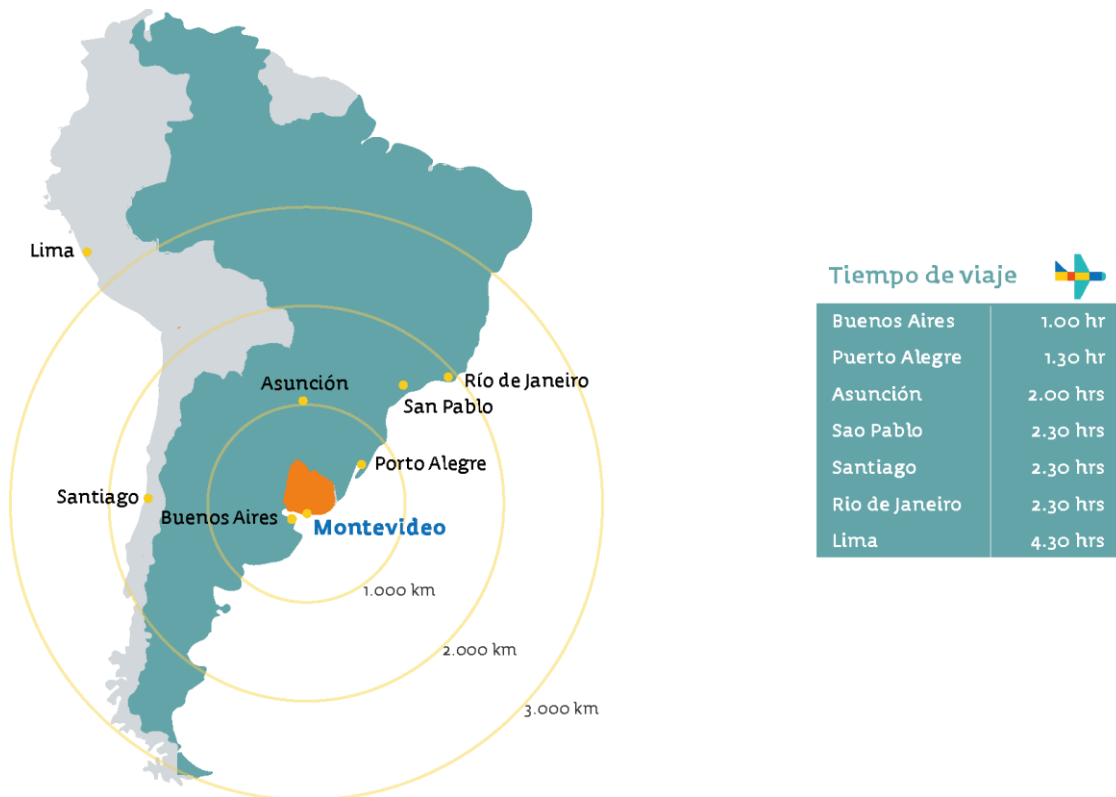 Lima
Asunción
Río de Janeiro
San Pablo
Porto Alegre
Santiago
Buenos Aires
Montevideo
1.000 km
2.000 km
3.000 km
Tiempo de viaje
Buenos Aires 1.00 hr
Puerto Alegre 1.30 hr
Asunción 2.00 hrs
Sao Pablo 2.30 hrs
Santiago 2.30 hrs
Rio de Janeiro 2.30 hrs
Lima 4.30 hrs